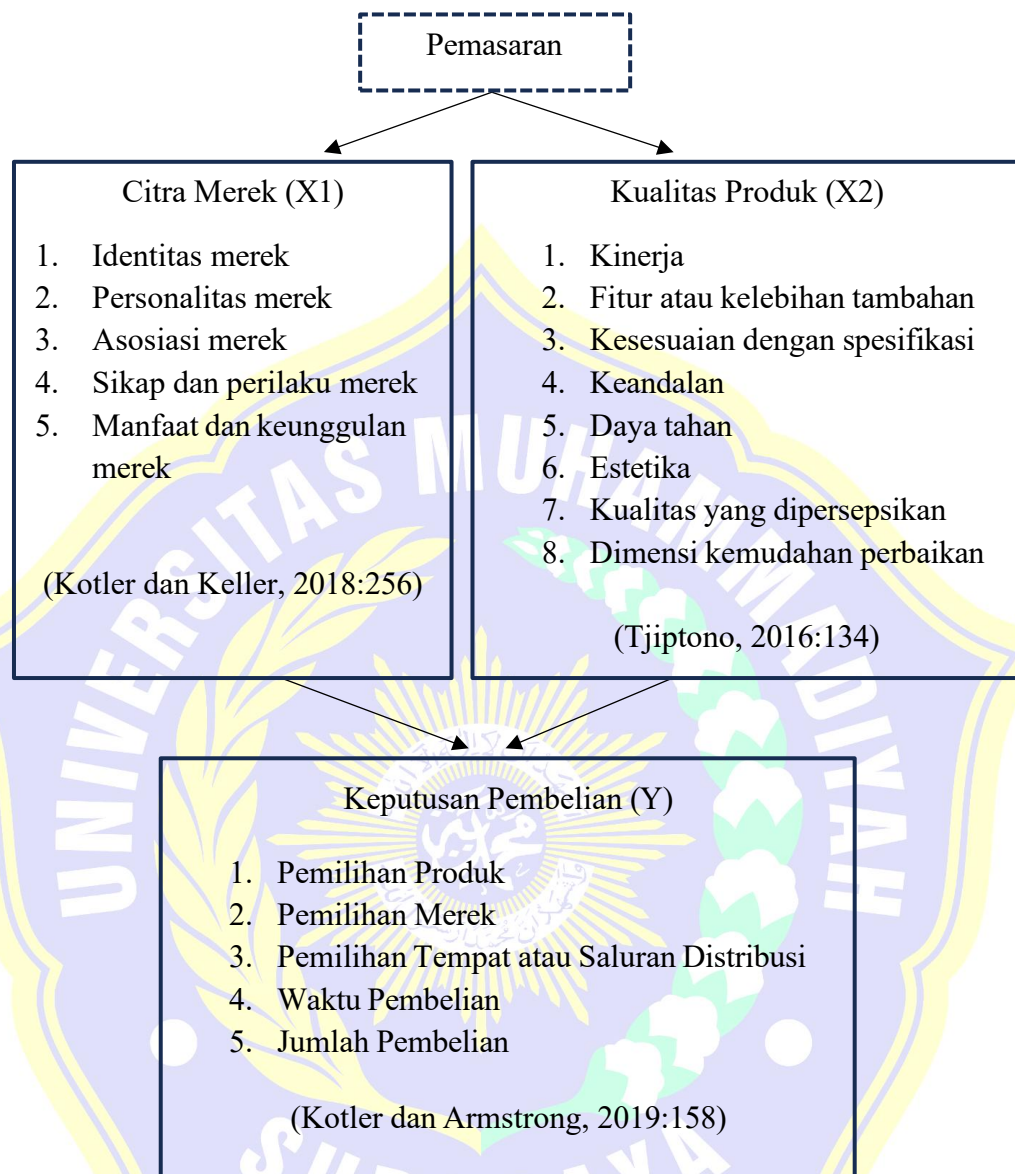 Pemasaran
Citra Merek (X1)
1. Identitas merek
2. Personalitas merek
3. Asosiasi merek
4. Sikap dan perilaku merek
5. Manfaat dan keunggulan
merek
(Kotler dan Keller, 2018:256)
Kualitas Produk (X2)
1. Kinerja
2. Fitur atau kelebihan tambahan
3. Kesesuaian dengan spesifikasi
4. Keandalan
5. Daya tahan
6. Estetika
7. Kualitas yang dipersepsikan
8. Dimensi kemudahan perbaikan
(Tjiptono, 2016:134)
Keputusan Pembelian (Y)
1. Pemilihan Produk
2. Pemilihan Merek
3. Pemilihan Tempat atau Saluran Distribusi
4. Waktu Pembelian
5. Jumlah Pembelian
(Kotler dan Armstrong, 2019:158)
UNIVERSITAS MUHAMMADIYAH